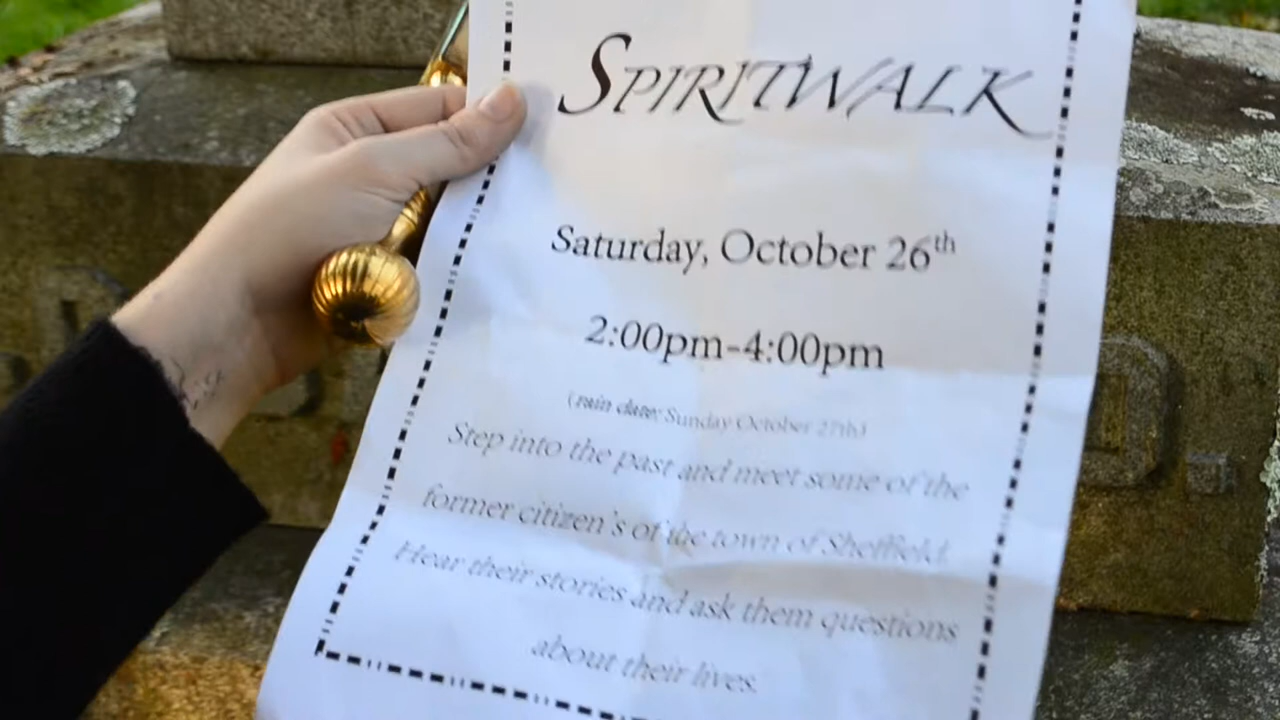 SPIRITWALK
Saturday, October 26th
2:00pm-4:00pm
(rain date: Sunday October 27th)
Step into the past and meet some of the
former citizen's of the town of Sheffield.
Hear their stories and ask them questions
about their lives.